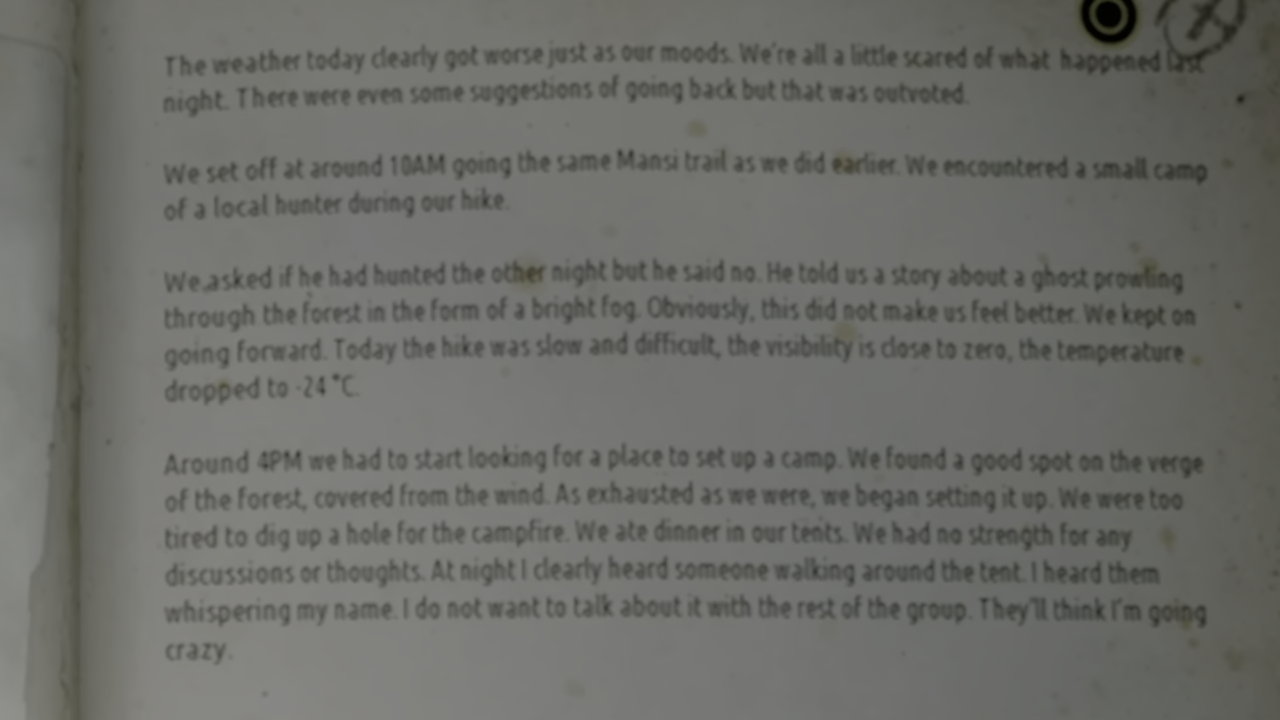 The weather today clearly got worse just as our moods. We're all a little scared of what happened last
night. There were even some suggestions of going back but that was outvoted.
We set off at around 10AM going the same Mansi trail as we did earlier. We encountered a small camp
of a local hunter during our hike.
We asked if he had hunted the other night but he said no. He told us a story about a ghost prowling
through the forest in the form of a bright fog. Obviously, this did not make us feel better. We kept on
going forward. Today the hike was slow and difficult, the visibility is close to zero, the temperature
dropped to -24 °C.
Around 4PM we had to start looking for a place to set up a camp. We found a good spot on the verge
of the forest, covered from the wind. As exhausted as we were, we began setting it up. We were too
tired to dig up a hole for the campfire. We ate dinner in our tents. We had no strength for any
discussions or thoughts. At night I clearly heard someone walking around the tent. I heard them
whispering my name. I do not want to talk about it with the rest of the group. They'll think I'm going
crazy.